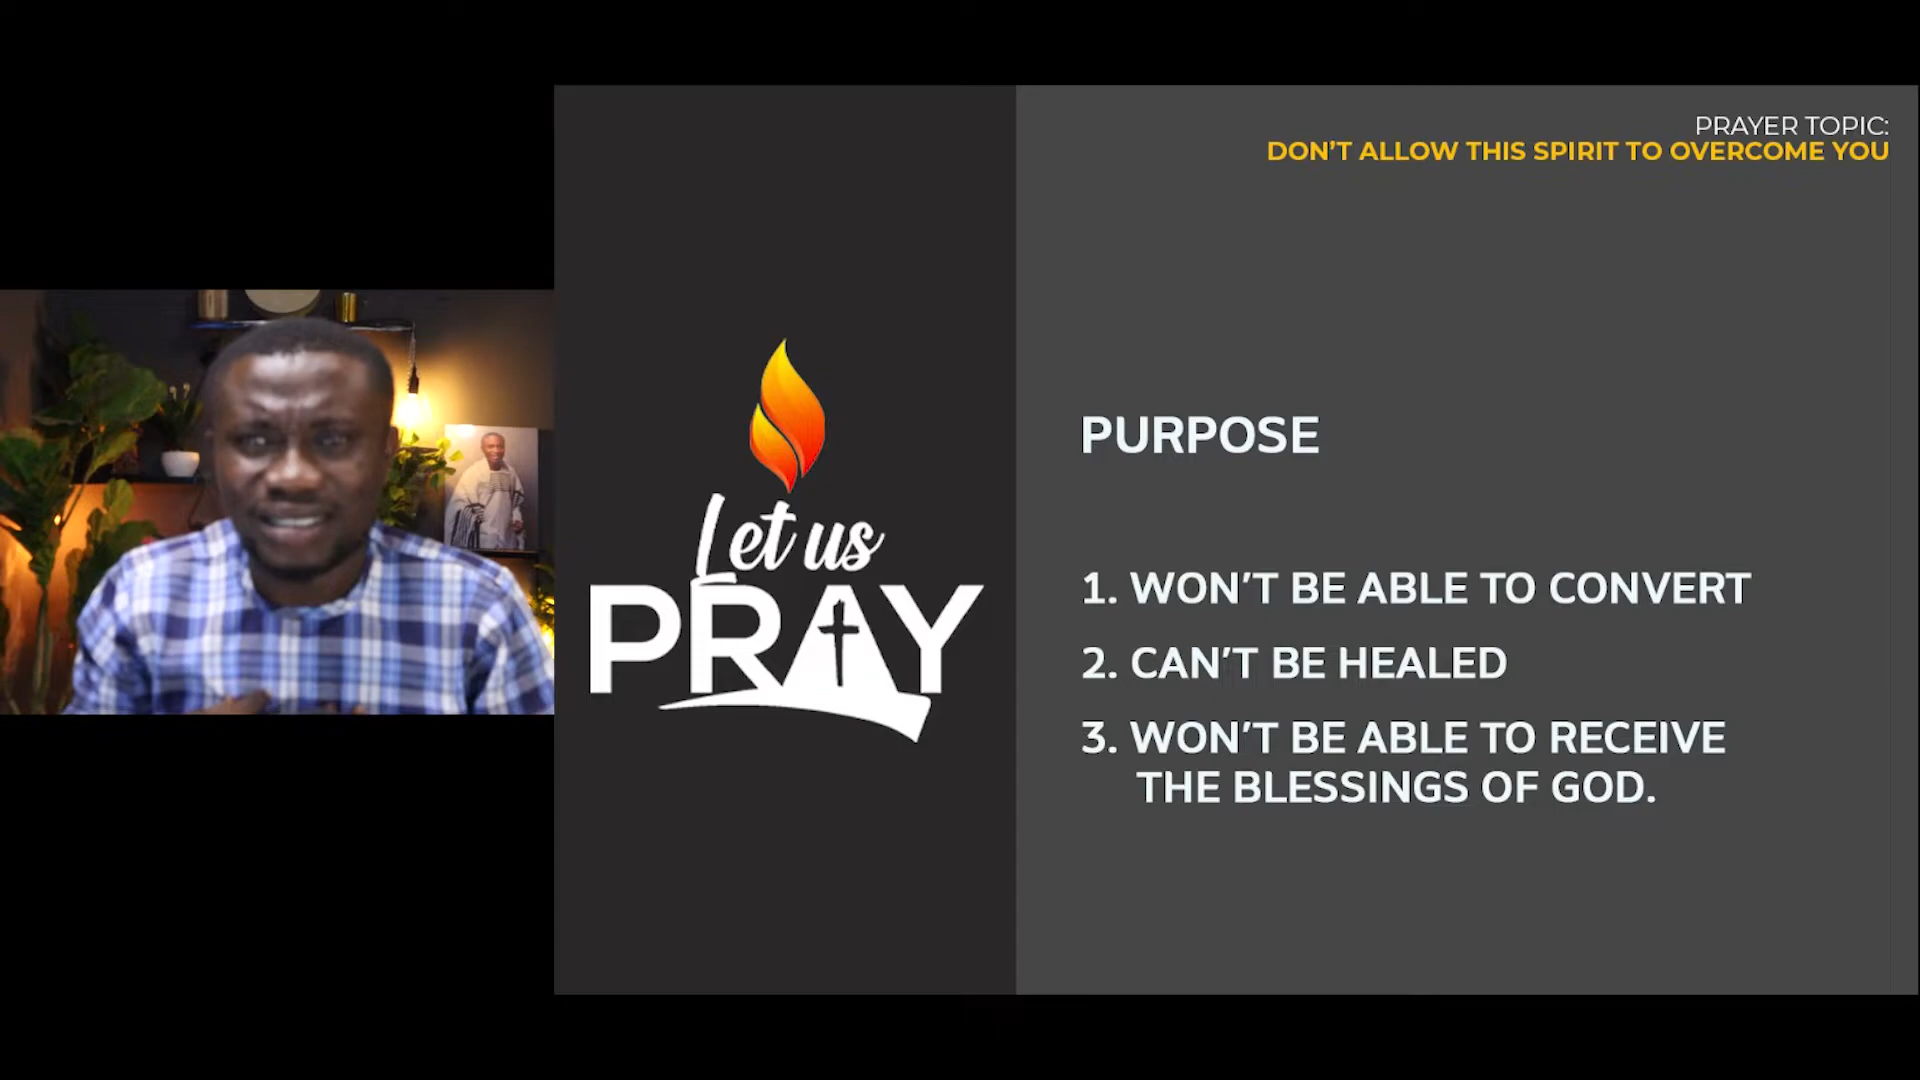 PRAYER TOPIC:
DON'T ALLOW THIS SPIRIT TO OVERCOME YOU
Let us
PRAY
PURPOSE
1. WON'T BE ABLE TO CONVERT
2. CAN'T BE HEALED
3. WON'T BE ABLE TO RECEIVE
THE BLESSINGS OF GOD.